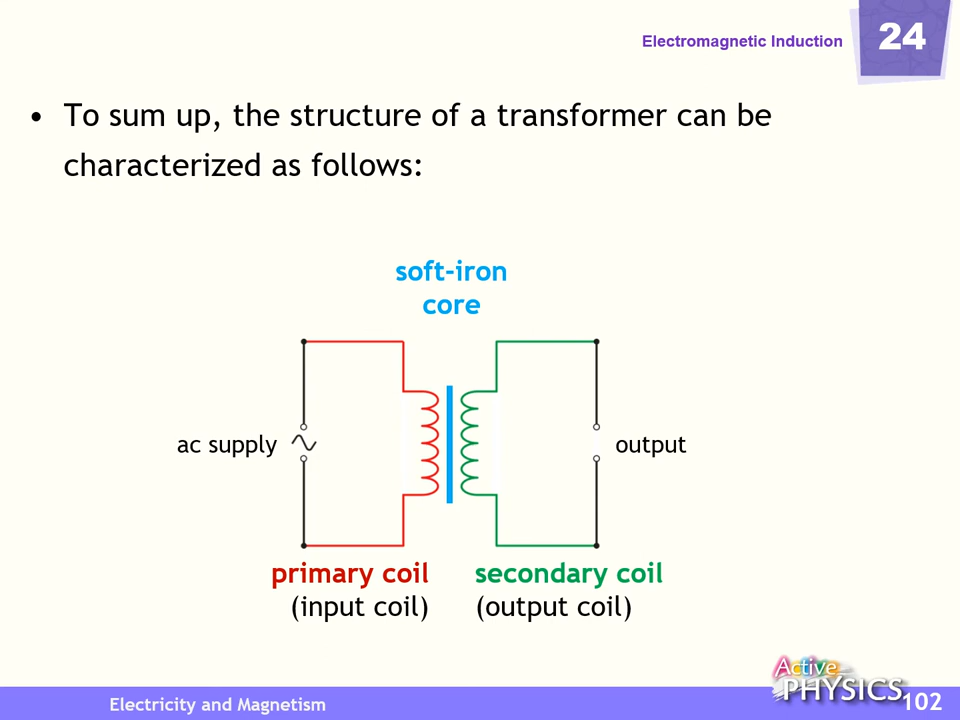 Electromagnetic Induction
24
• To sum up, the structure of a transformer can be
characterized as follows:
soft-iron
core
ac supply
output
primary coil
(input coil)
secondary coil
(output coil)
Active
PHYSICS
Electricity and Magnetism
102